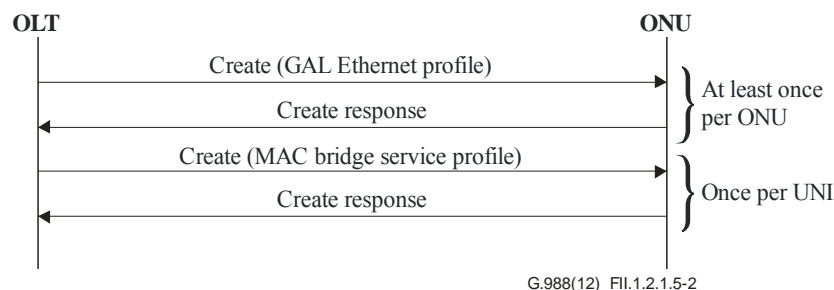 OLT
ONU
Create (GAL Ethernet profile)
Create response
At least once
per ONU
Create (MAC bridge service profile)
Create response
Once per UNI
G.988(12)_FII.1.2.1.5-2